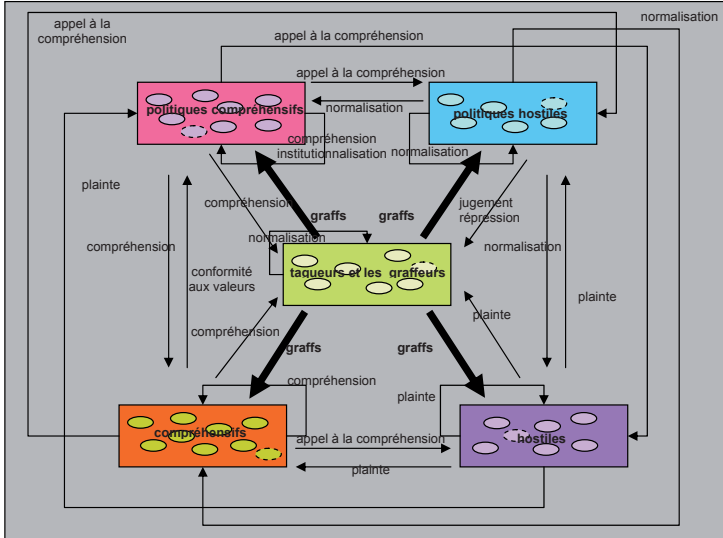 appel à la
compréhension
normalisation
appel à la compréhension
appel à la compréhension
politiques compréhensifs
normalisation
politiques hostiles
compréhension
institutionnalisation
normalisation
plainte
compréhension
graffs
graffs
jugement
répression
compréhension
normalisation
normalisation
conformité
aux valeurs
tagueurs et les graffeurs
plainte
compréhension
plainte
graffs
graffs
compréhension
plainte
compréhensifs
appel à la compréhension
hostiles
plainte